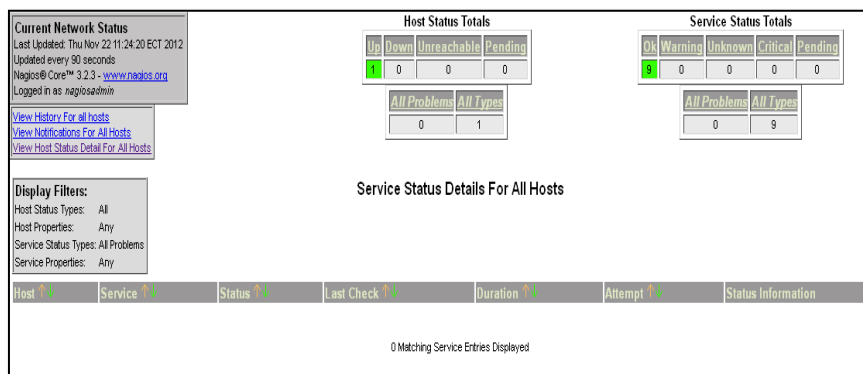 Current Network Status
Last Updated: Thu Nov 22 11:24:20 ECT 2012
Updated every 90 seconds
Nagios® Core™ 3.2.3 - www.nagios.org
Logged in as nagiosadmin
View History For all hosts
View Notifications For All Hosts
View Host Status Detail For All Hosts
Host Status Totals
Up Down Unreachable Pending
1 0 0 0
All Problems All Types
0 1
Service Status Totals
Ok Warning Unknown Critical Pending
9 0 0 0 0
All Problems All Types
0 9
Display Filters:
Host Status Types: All
Host Properties: Any
Service Status Types: All Problems
Service Properties: Any
Service Status Details For All Hosts
Host Service Status Last Check Duration Attempt Status Information
0 Matching Service Entries Displayed